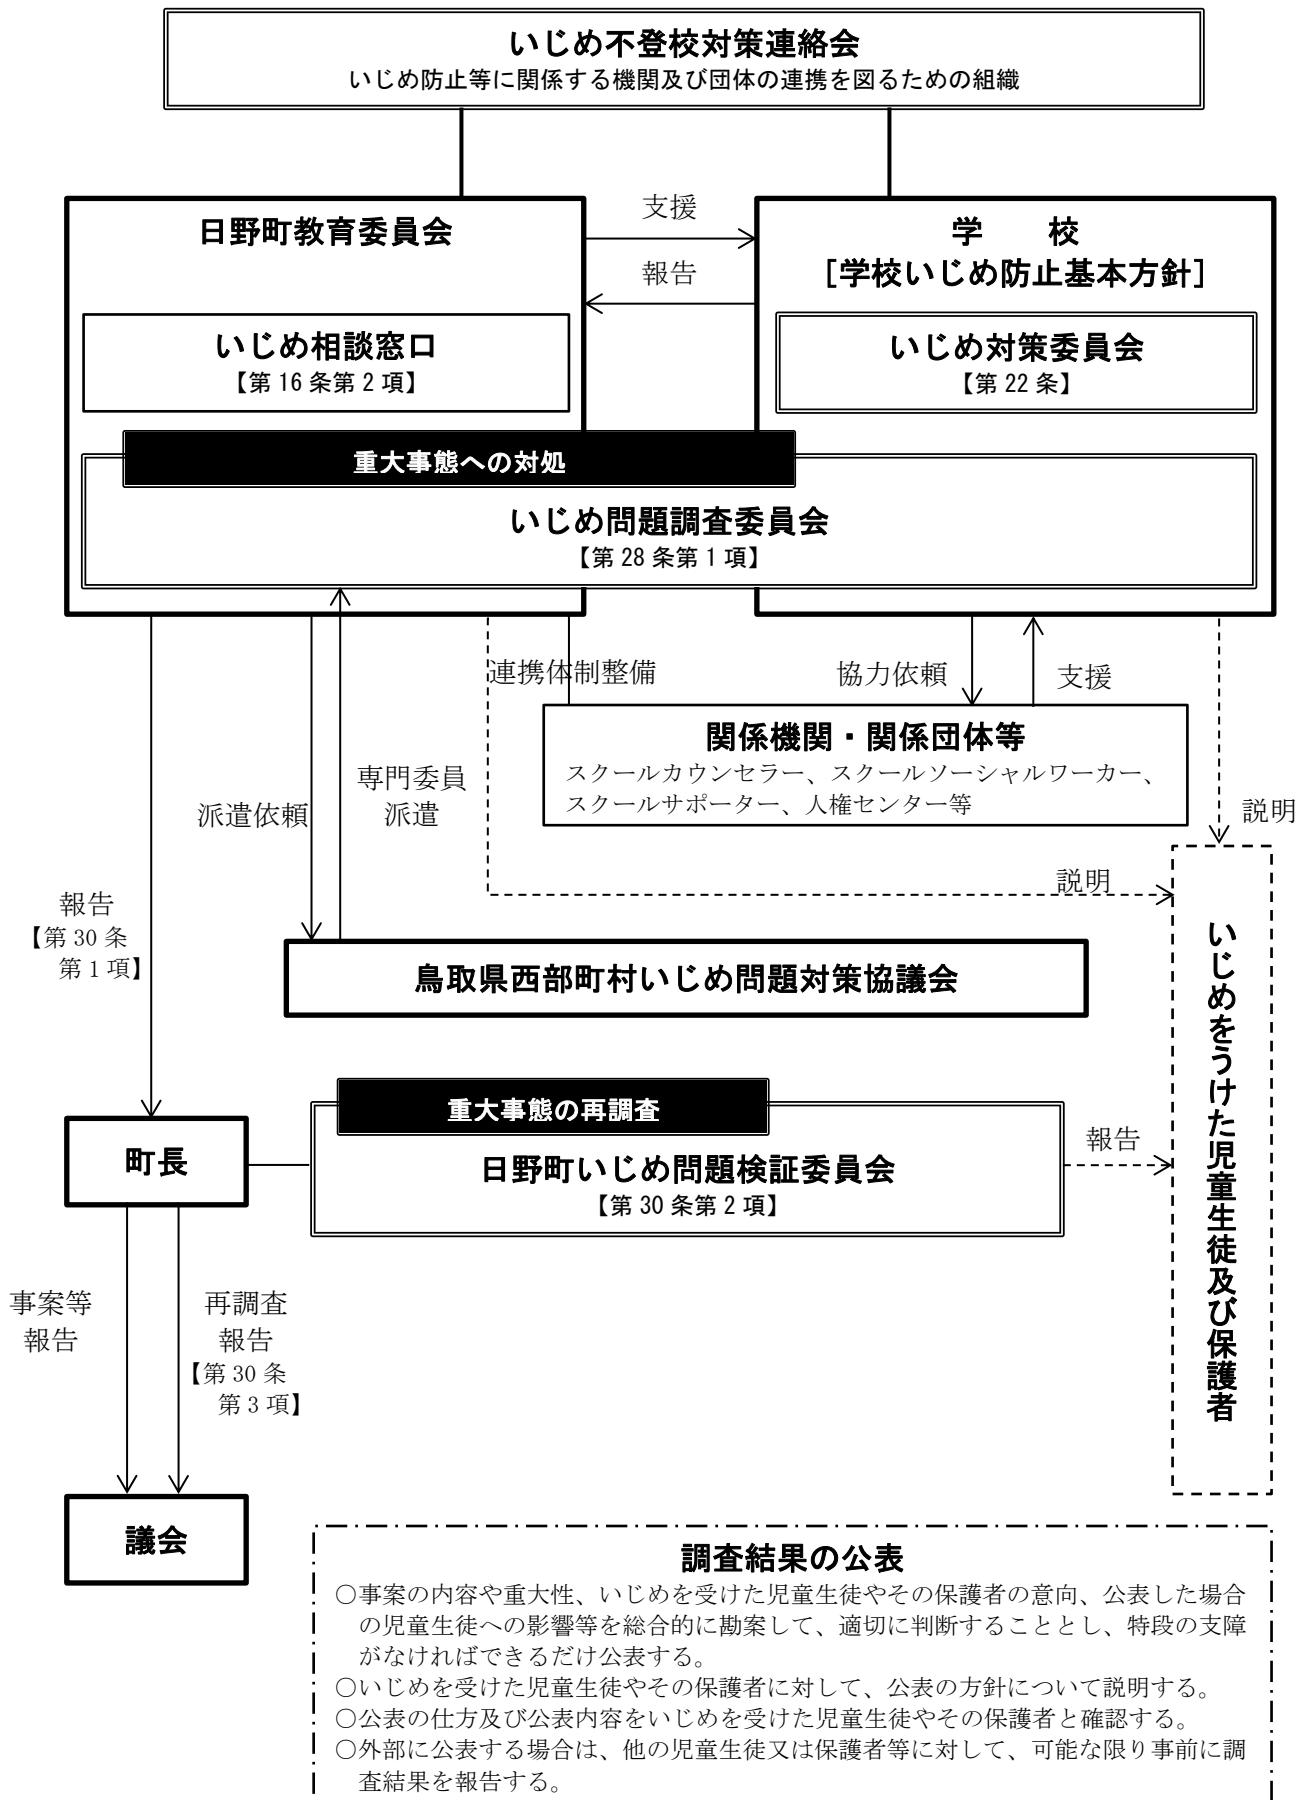 いじめ不登校対策連絡会
いじめ防止等に関係する機関及び団体の連携を図るための組織
日野町教育委員会
支援
報告
学　　校
［学校いじめ防止基本方針］
いじめ相談窓口
【第 16 条第 2 項】
いじめ対策委員会
【第 22 条】
重大事態への対処
いじめ問題調査委員会
【第 28 条第 1 項】
連携体制整備
協力依頼
支援
関係機関・関係団体等
スクールカウンセラー、スクールソーシャルワーカー、
スクールサポーター、人権センター等
派遣依頼
専門委員
派遣
説明
説明
報告
【第 30 条
第 1 項】
鳥取県西部町村いじめ問題対策協議会
いじめをうけた児童生徒及び保護者
重大事態の再調査
町長
日野町いじめ問題検証委員会
【第 30 条第 2 項】
報告
事案等
報告
再調査
報告
【第 30 条
第 3 項】
議会
調査結果の公表
○事案の内容や重大性、いじめを受けた児童生徒やその保護者の意向、公表した場合
の児童生徒への影響等を総合的に勘案して、適切に判断することとし、特段の支障
がなければできるだけ公表する。
○いじめを受けた児童生徒やその保護者に対して、公表の方針について説明する。
○公表の仕方及び公表内容をいじめを受けた児童生徒やその保護者と確認する。
○外部に公表する場合は、他の児童生徒又は保護者等に対して、可能な限り事前に調
査結果を報告する。